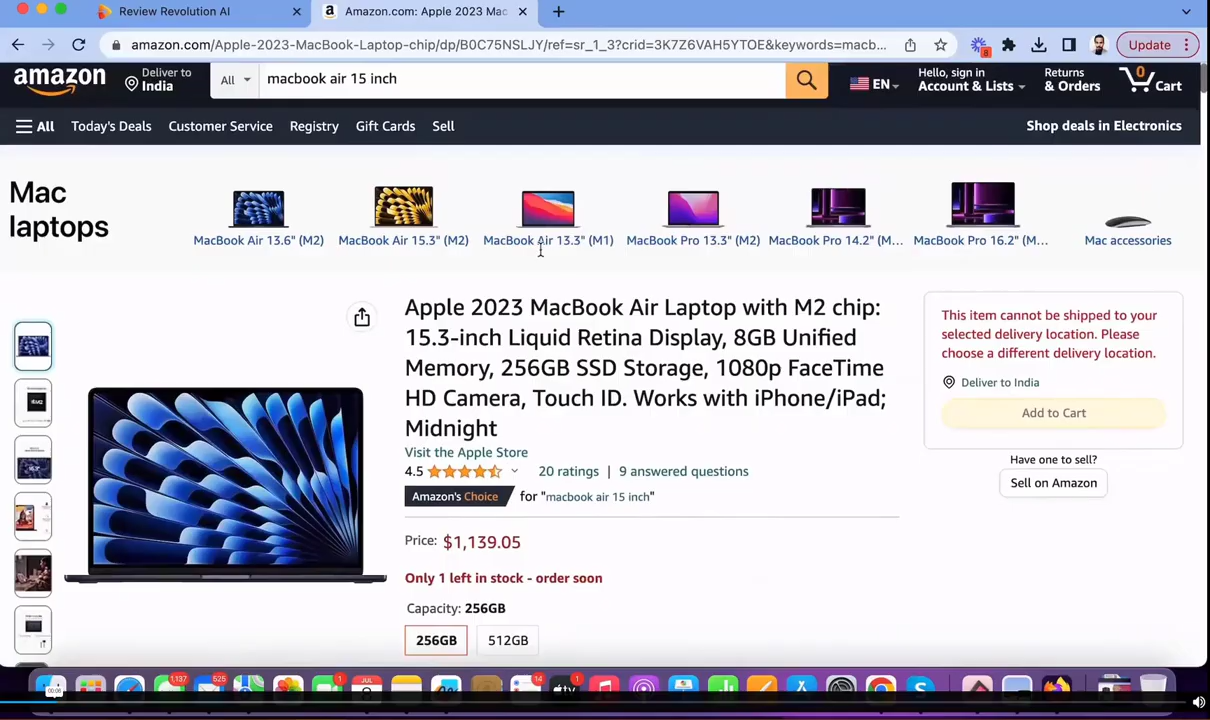 Review Revolution AI
Amazon.com: Apple 2023 Mac
amazon.com/Apple-2023-MacBook-Laptop-chip/dp/B0C75NSLJY/ref=sr_1_3?crid=3K7Z6VAH5YTOE&keywords=macb...
8
Update
amazon
Deliver to
India
All
macbook air 15 inch
EN
Hello, sign in
Account & Lists
Returns
& Orders
0
Cart
All
Today's Deals
Customer Service
Registry
Gift Cards
Sell
Shop deals in Electronics
Mac
laptops
MacBook Air 13.6" (M2)
MacBook Air 15.3" (M2)
MacBook Air 13.3" (M1)
MacBook Pro 13.3" (M2)
MacBook Pro 14.2" (M...
MacBook Pro 16.2" (M...
Mac accessories
Apple 2023 MacBook Air Laptop with M2 chip:
15.3-inch Liquid Retina Display, 8GB Unified
Memory, 256GB SSD Storage, 1080p FaceTime
HD Camera, Touch ID. Works with iPhone/iPad;
Midnight
Visit the Apple Store
4.5
20 ratings | 9 answered questions
Amazon's Choice for "macbook air 15 inch"
Price: $1,139.05
Only 1 left in stock - order soon
Capacity: 256GB
256GB
512GB
This item cannot be shipped to your
selected delivery location. Please
choose a different delivery location.
Deliver to India
Add to Cart
Have one to sell?
Sell on Amazon
1,137
525
1
JUL
14
1
tv